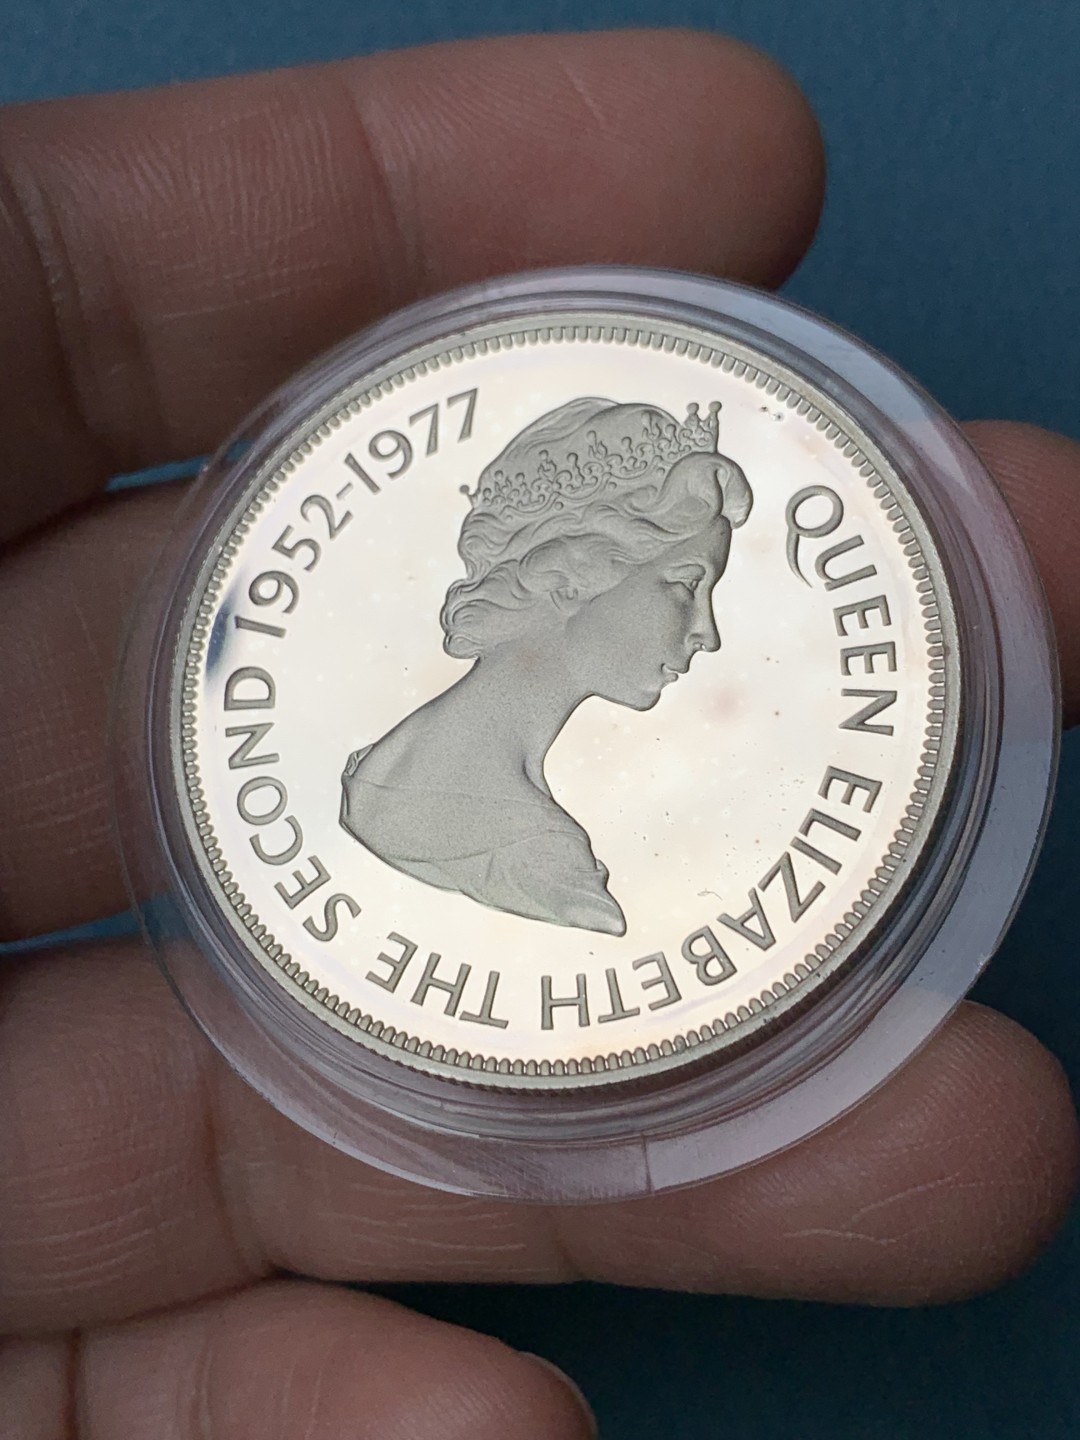 QUEEN ELIZABETH THE SECOND 1952-1977